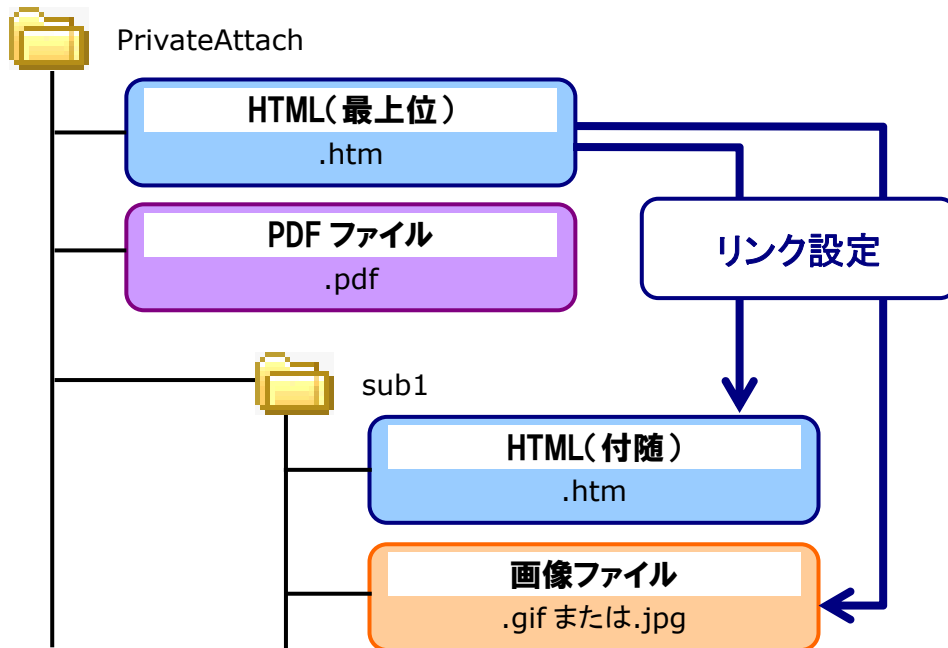 PrivateAttach
HTML(最上位)
.htm
PDF ファイル
.pdf
リンク設定
sub1
HTML(付随)
.htm
画像ファイル
.gif または.jpg